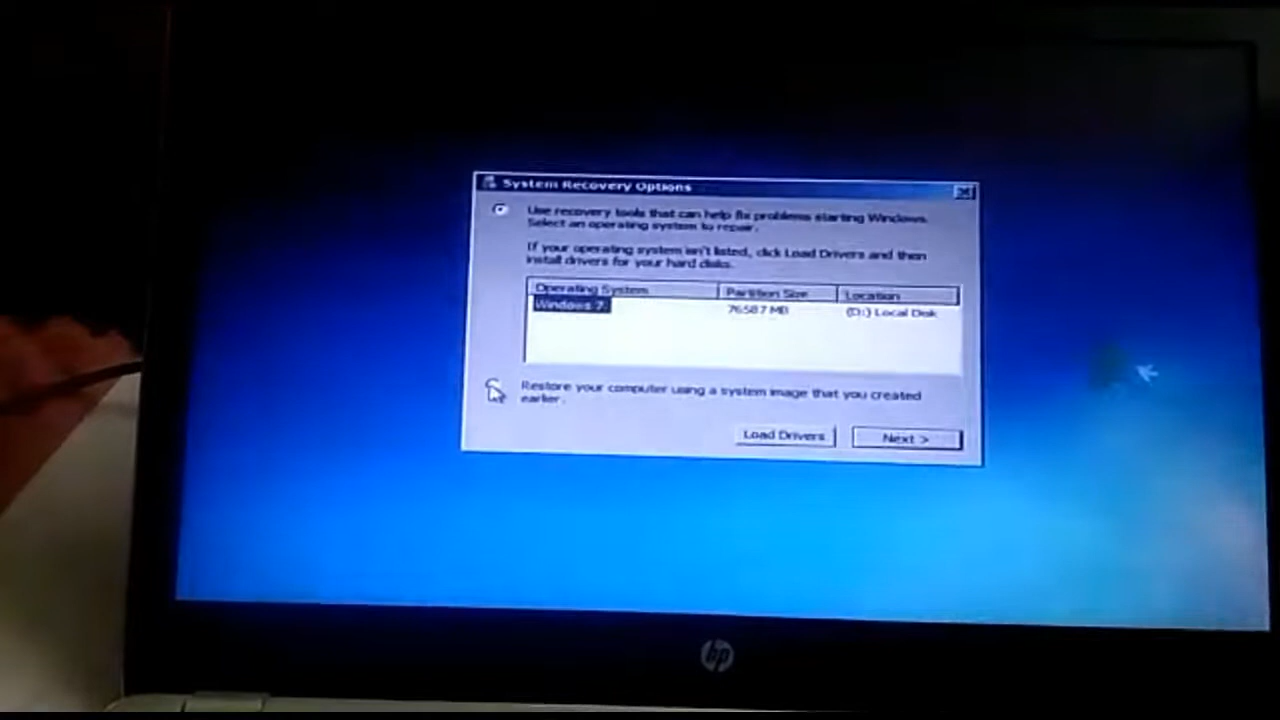 System Recovery Options
Use recovery tools that can help fix problems starting Windows.
Select an operating system to repair.
If your operating system isn't listed, click Load Drivers and then
install drivers for your hard disks.
Operating System Partition Size Location
Windows 7 76587 MB (D:) Local Disk
Restore your computer using a system image that you created
earlier.
Load Drivers Next >
hp